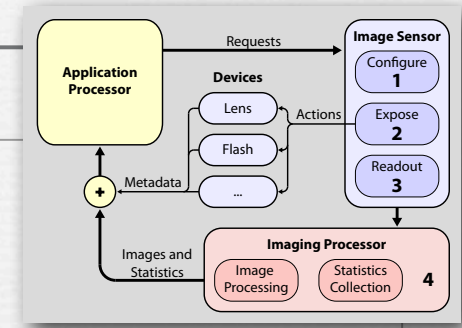 Requests
Image Sensor
Application
Processor
Configure
1
Devices
Lens
Actions
Expose
2
Flash
Readout
3
Metadata
...
+
Images and
Statistics
Imaging Processor
Image
Processing
Statistics
Collection
4